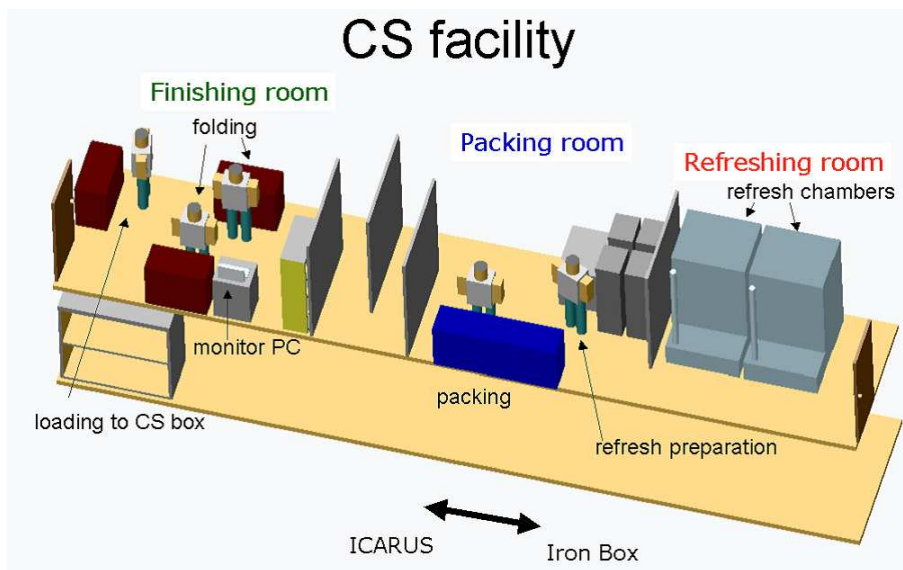 CS facility
Finishing room
folding
Packing room
Refreshing room
refresh chambers
monitor PC
loading to CS box
packing
refresh preparation
ICARUS
Iron Box